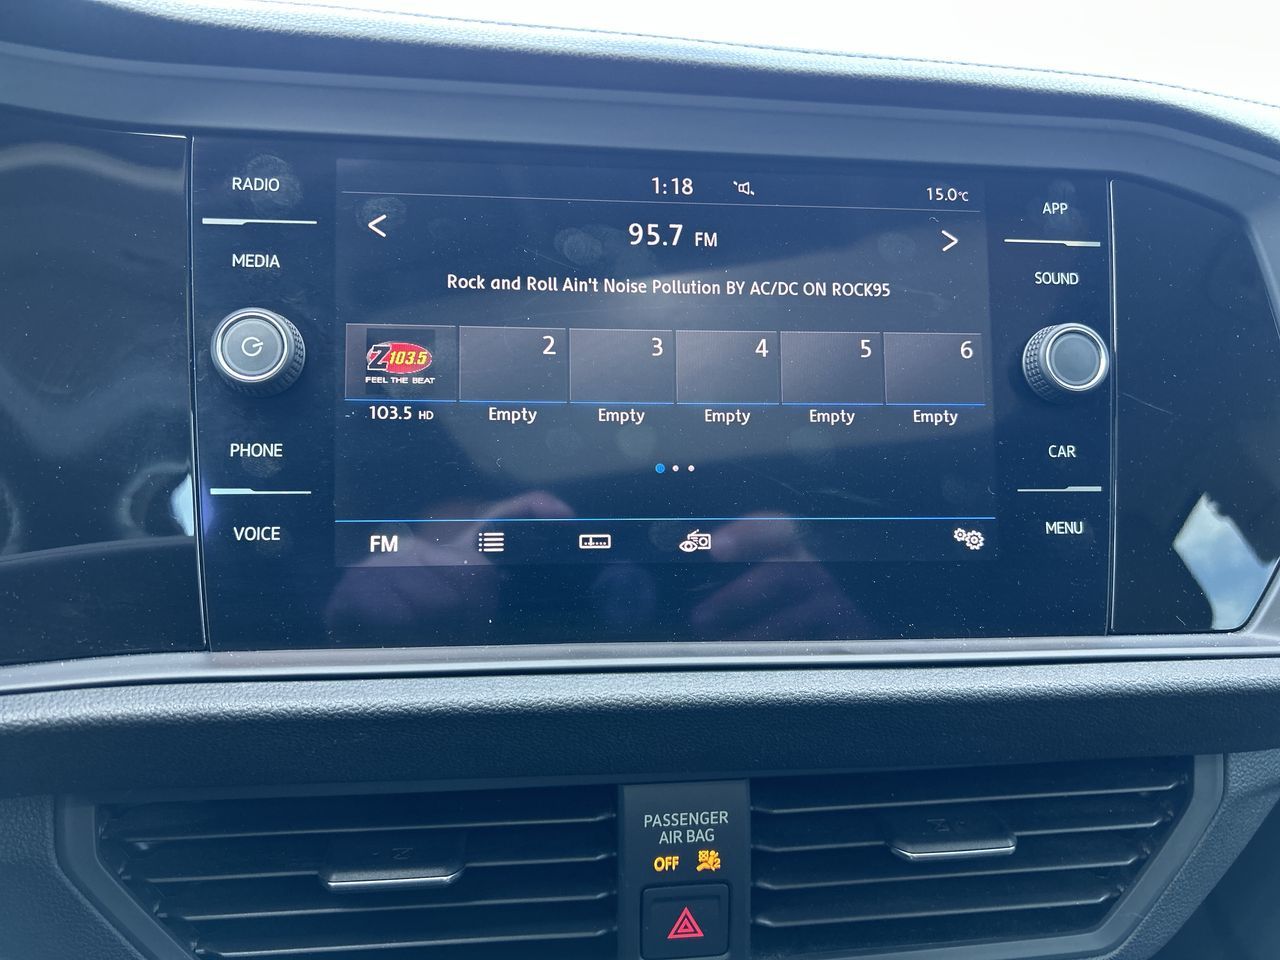 RADIO
MEDIA
PHONE
VOICE
1:18
15.0°C
<
95.7 FM
>
Rock and Roll Ain't Noise Pollution BY AC/DC ON ROCK95
Z103.5
FEEL THE BEAT
2
3
4
5
6
103.5 HD
Empty
Empty
Empty
Empty
Empty
FM
APP
SOUND
CAR
MENU
PASSENGER
AIR BAG
OFF